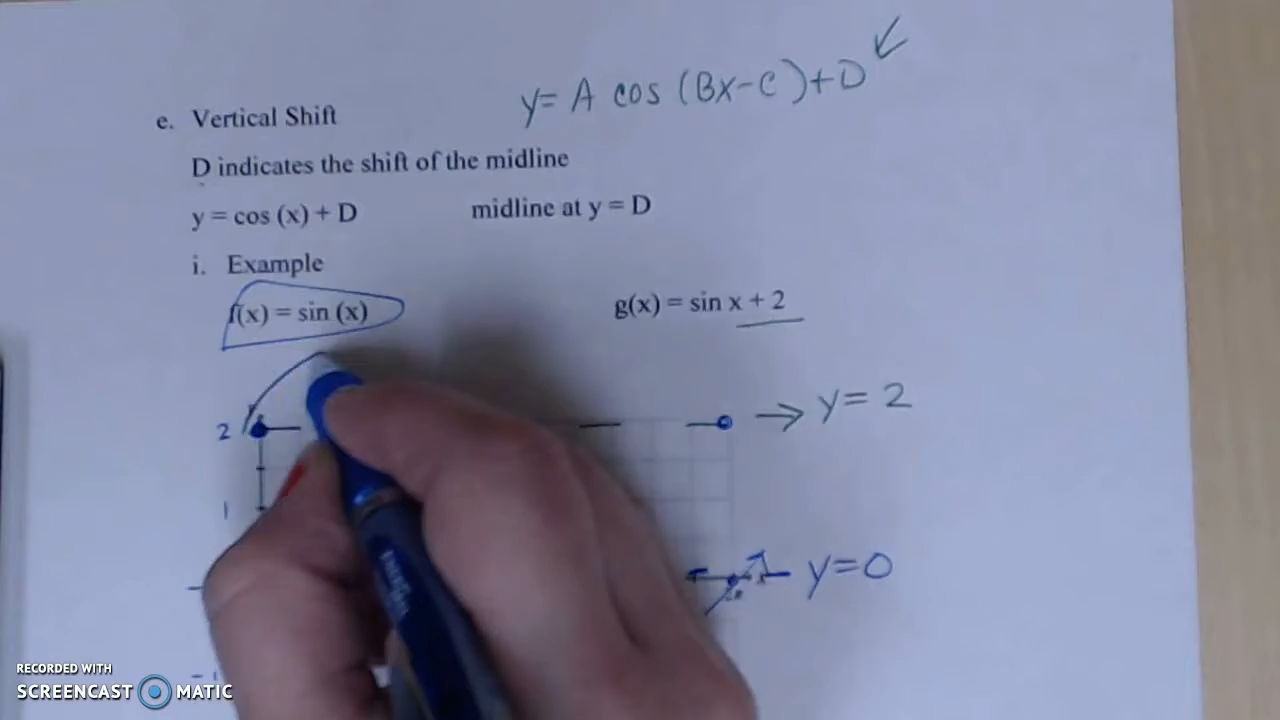 y = A cos (Bx - C) + D
e. Vertical Shift
D indicates the shift of the midline
y = cos (x) + D midline at y = D
i. Example
f(x) = sin (x) g(x) = sin x + 2
2 → y = 2
1
y = 0
-1
RECORDED WITH
SCREENCAST MATIC